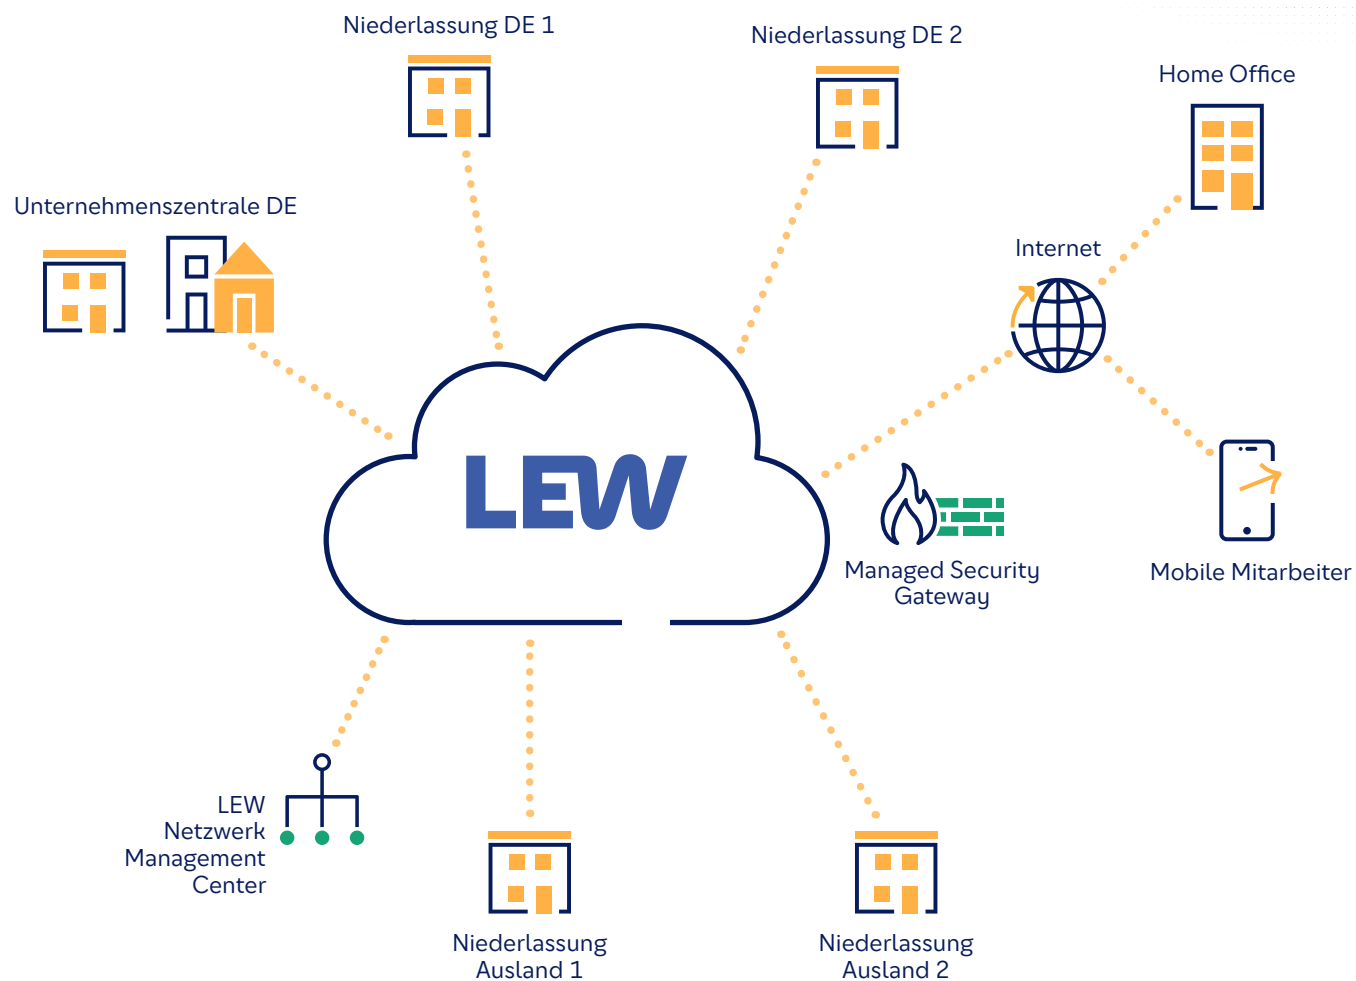 Niederlassung DE 1
Niederlassung DE 2
Home Office
Unternehmenszentrale DE
Internet
LEW
Managed Security
Gateway
Mobile Mitarbeiter
LEW
Netzwerk
Management
Center
Niederlassung
Ausland 1
Niederlassung
Ausland 2